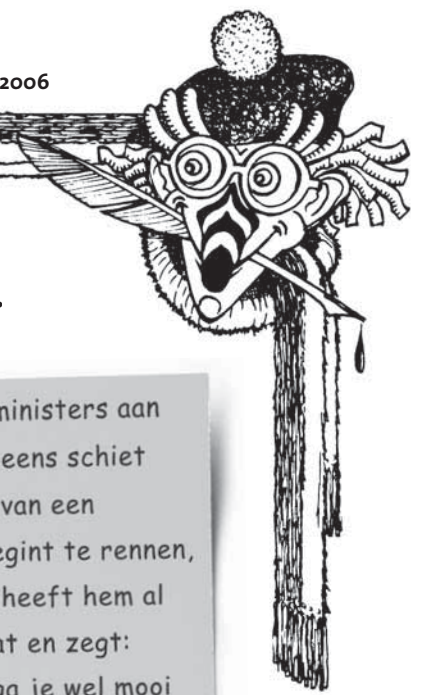 2006
ministers aan
eens schiet
van een
egint te rennen,
heeft hem al
at en zegt:
je wel mooi